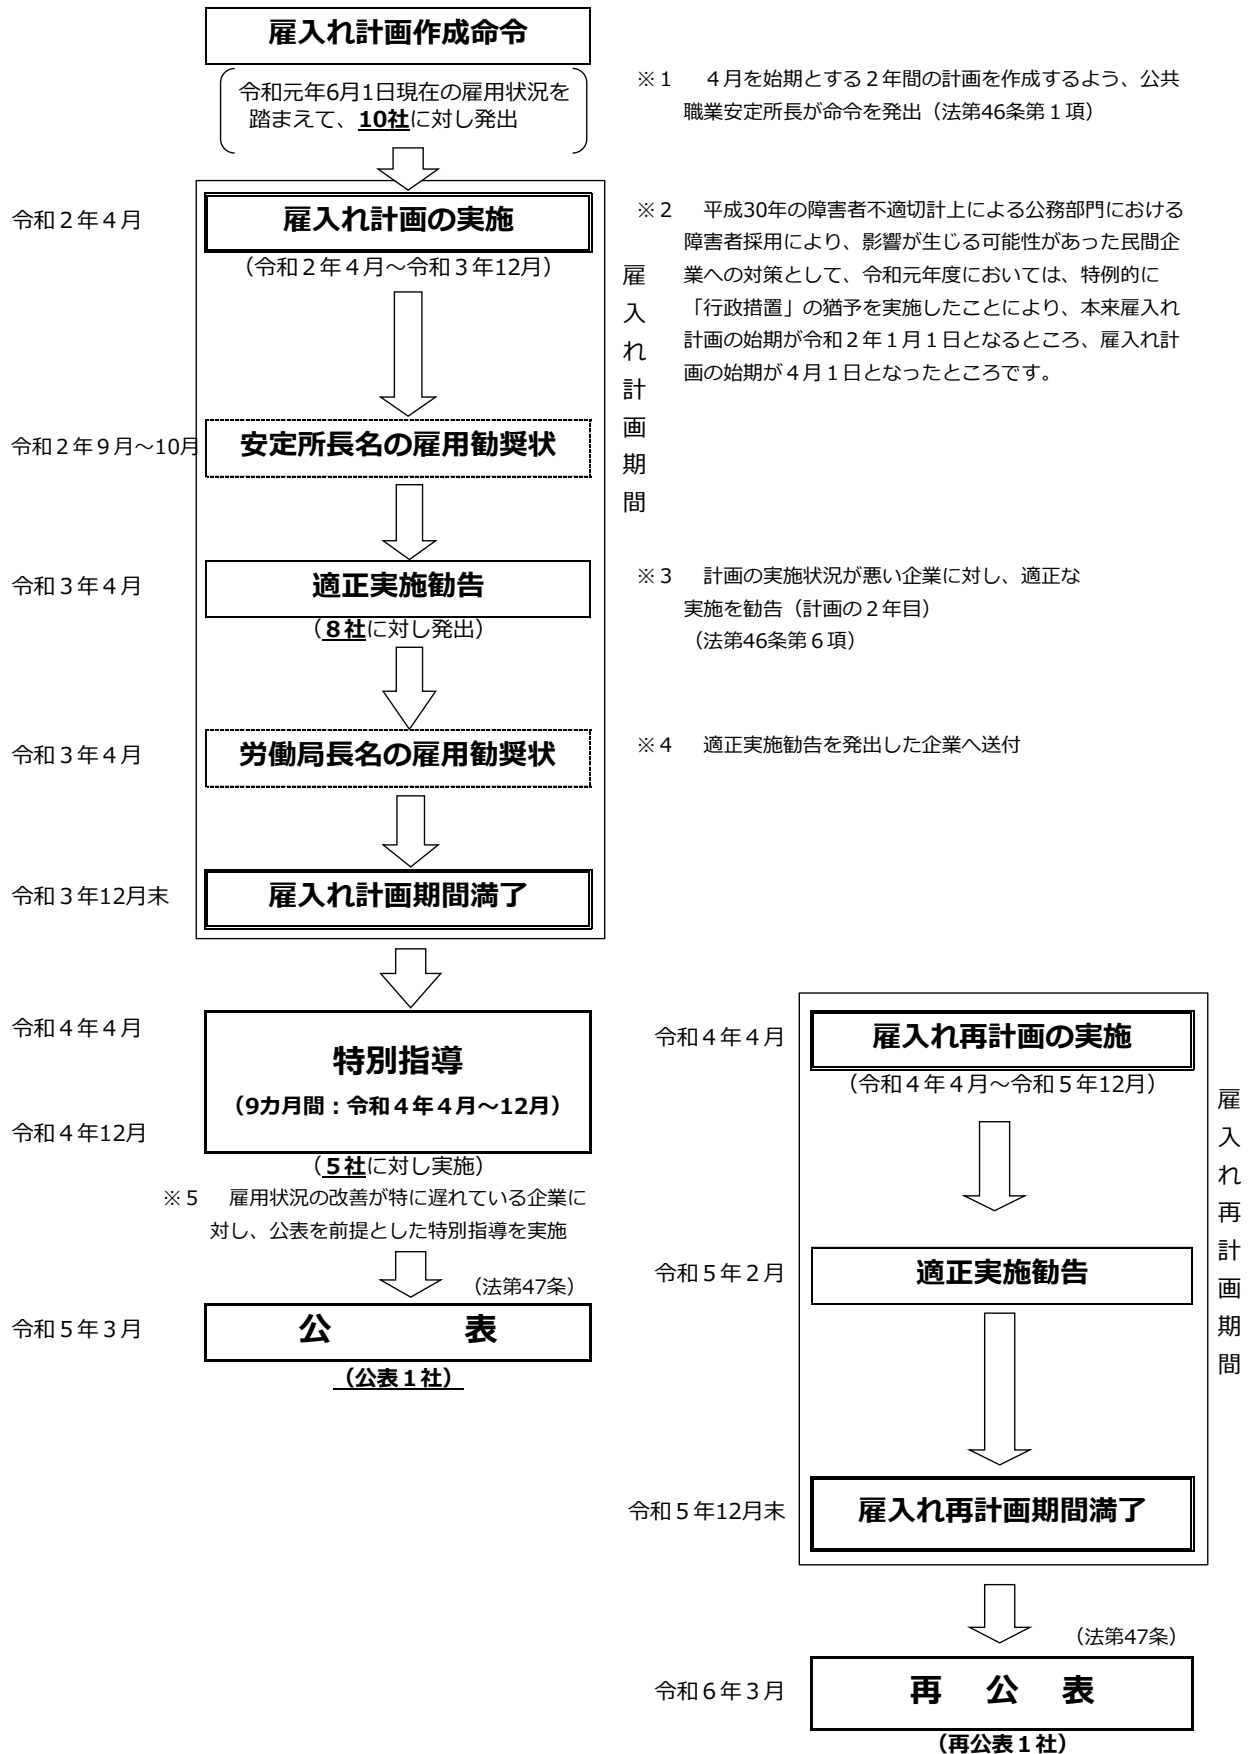 雇入れ計画作成命令
令和元年6月1日現在の雇用状況を
踏まえて、10社に対し発出
※１　４月を始期とする２年間の計画を作成するよう、公共
職業安定所長が命令を発出（法第46条第１項）
令和２年４月
雇入れ計画の実施
（令和２年４月～令和３年12月）
※２　平成30年の障害者不適切計上による公務部門における
障害者採用により、影響が生じる可能性があった民間企
業への対策として、令和元年度においては、特例的に
「行政措置」の猶予を実施したことにより、本来雇入れ
計画の始期が令和２年１月１日となるところ、雇入れ計
画の始期が４月１日となったところです。
雇入れ計画期間
令和２年９月～10月
安定所長名の雇用勧奨状
令和３年４月
適正実施勧告
（８社に対し発出）
※３　計画の実施状況が悪い企業に対し、適正な
実施を勧告（計画の２年目）
（法第46条第６項）
令和３年４月
労働局長名の雇用勧奨状
※４　適正実施勧告を発出した企業へ送付
令和３年12月末
雇入れ計画期間満了
令和４年４月
特別指導
（9カ月間：令和４年４月～12月）
令和４年12月
（５社に対し実施）
※５　雇用状況の改善が特に遅れている企業に
対し、公表を前提とした特別指導を実施
（法第47条）
令和５年３月
公　表
（公表１社）
令和４年４月
雇入れ再計画の実施
（令和４年４月～令和５年12月）
雇入れ再計画期間
令和５年２月
適正実施勧告
令和５年12月末
雇入れ再計画期間満了
（法第47条）
令和６年３月
再　公　表
（再公表１社）